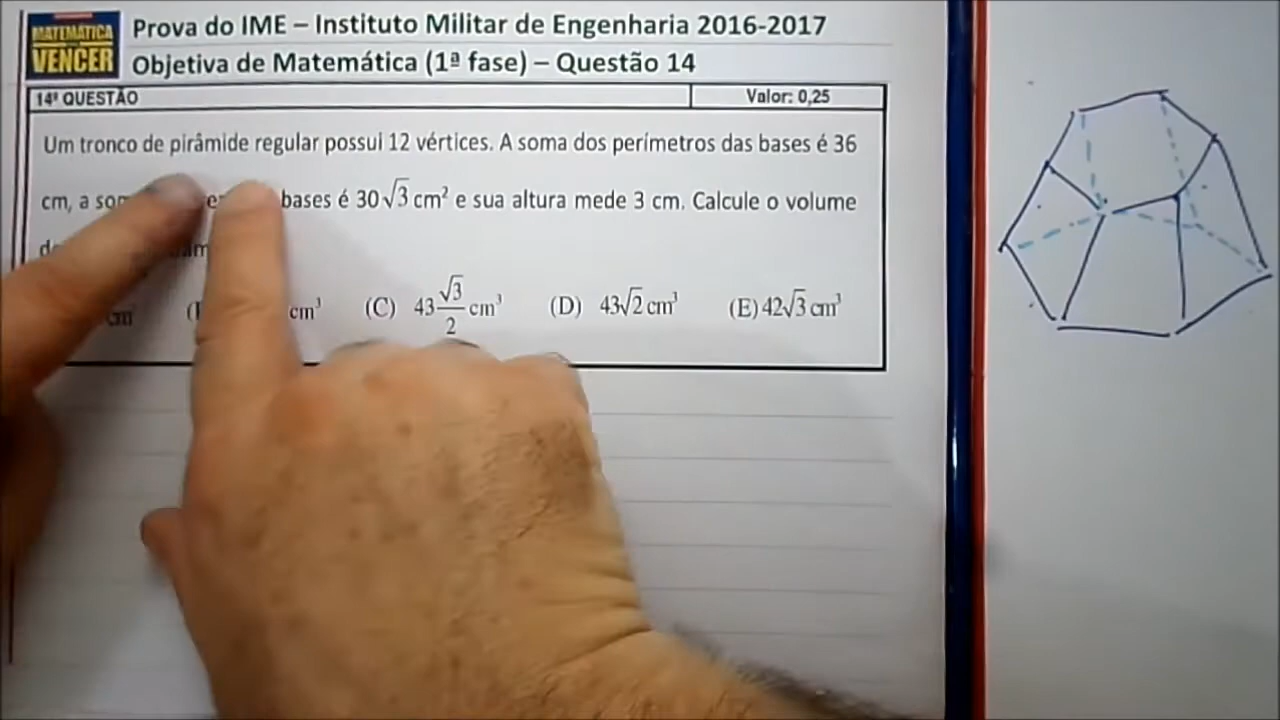 MATEMÁTICA
VENCER
Prova do IME – Instituto Militar de Engenharia 2016-2017
Objetiva de Matemática (1ª fase) – Questão 14
14ª QUESTÃO
Valor: 0,25
Um tronco de pirâmide regular possui 12 vértices. A soma dos perímetros das bases é 36
cm, a bases é 30√3 cm² e sua altura mede 3 cm. Calcule o volume
cm³ (C) 43 √3/2 cm³ (D) 43√2 cm³ (E) 42√3 cm³